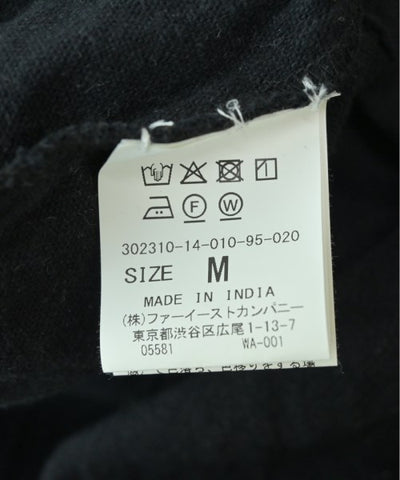 F W
302310-14-010-95-020
SIZE M
MADE IN INDIA
(株)ファーイーストカンパニー
東京都渋谷区広尾1-13-7
05581 WA-001